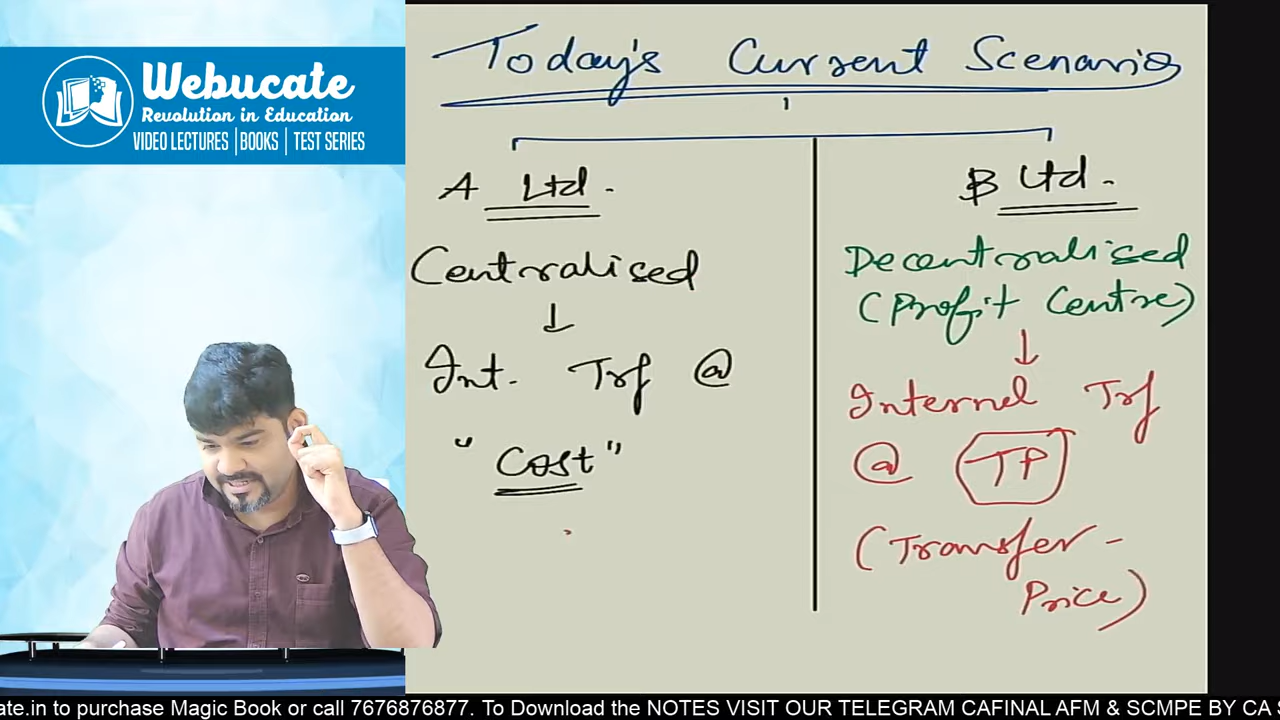 Webucate
Revolution in Education
VIDEO LECTURES | BOOKS | TEST SERIES
Today's Current Scenario
A Ltd.
Centralised
↓
Int. Trf @
"Cost"
B Ltd.
Decentralised
(Profit Centre)
↓
Internel Trf
@ TP
(Transfer-
Price)
ate.in to purchase Magic Book or call 7676876877. To Download the NOTES VISIT OUR TELEGRAM CAFINAL AFM & SCMPE BY CA S